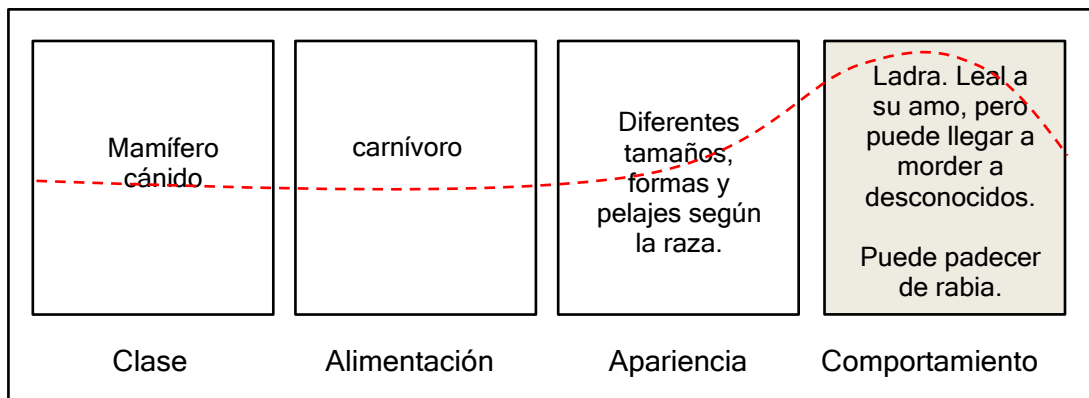 Mamífero
cánido
carnívoro
Diferentes
tamaños,
formas y
pelajes según
la raza.
Ladra. Leal a
su amo, pero
puede llegar a
morder a
desconocidos.
Puede padecer
de rabia.
Clase
Alimentación
Apariencia
Comportamiento